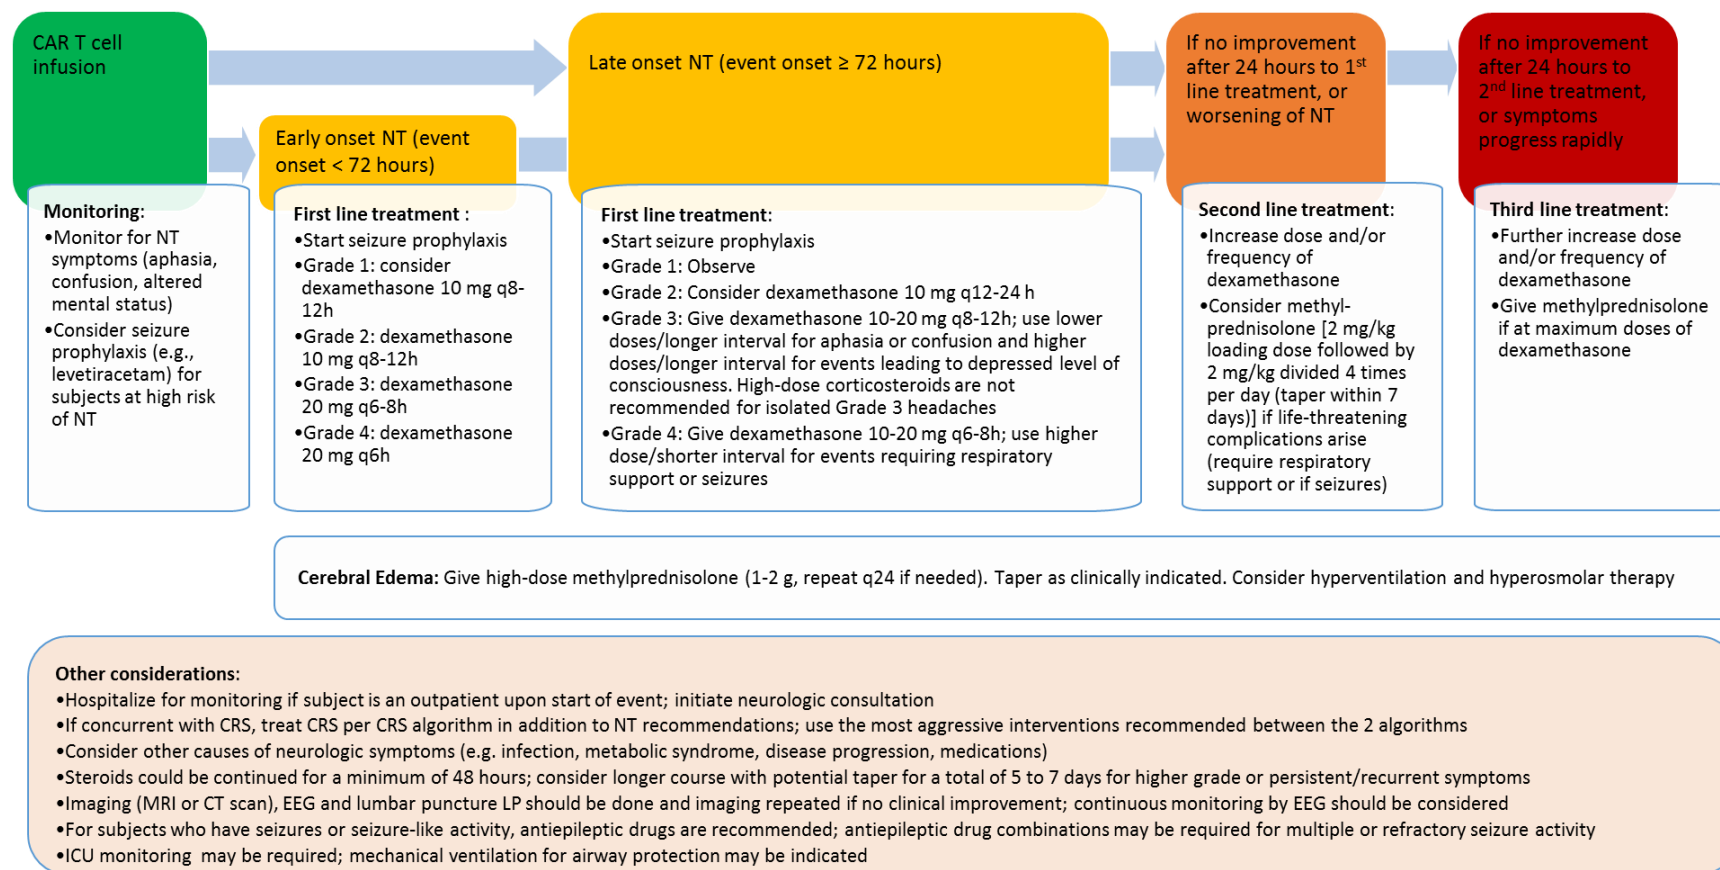 CAR T cell
infusion
Monitoring:
•Monitor for NT
symptoms (aphasia,
confusion, altered
mental status)
•Consider seizure
prophylaxis (e.g.,
levetiracetam) for
subjects at high risk
of NT
Early onset NT (event
onset < 72 hours)
First line treatment :
•Start seizure prophylaxis
•Grade 1: consider
dexamethasone 10 mg q8-
12h
•Grade 2: dexamethasone
10 mg q8-12h
•Grade 3: dexamethasone
20 mg q6-8h
•Grade 4: dexamethasone
20 mg q6h
Late onset NT (event onset ≥ 72 hours)
First line treatment:
•Start seizure prophylaxis
•Grade 1: Observe
•Grade 2: Consider dexamethasone 10 mg q12-24 h
•Grade 3: Give dexamethasone 10-20 mg q8-12h; use lower
doses/longer interval for aphasia or confusion and higher
doses/longer interval for events leading to depressed level of
consciousness. High-dose corticosteroids are not
recommended for isolated Grade 3 headaches
•Grade 4: Give dexamethasone 10-20 mg q6-8h; use higher
dose/shorter interval for events requiring respiratory
support or seizures
If no improvement
after 24 hours to 1st
line treatment, or
worsening of NT
Second line treatment:
•Increase dose and/or
frequency of
dexamethasone
•Consider methyl-
prednisolone [2 mg/kg
loading dose followed by
2 mg/kg divided 4 times
per day (taper within 7
days)] if life-threatening
complications arise
(require respiratory
support or if seizures)
If no improvement
after 24 hours to
2nd line treatment,
or symptoms
progress rapidly
Third line treatment:
•Further increase dose
and/or frequency of
dexamethasone
•Give methylprednisolone
if at maximum doses of
dexamethasone
Cerebral Edema: Give high-dose methylprednisolone (1-2 g, repeat q24 if needed). Taper as clinically indicated. Consider hyperventilation and hyperosmolar therapy
Other considerations:
•Hospitalize for monitoring if subject is an outpatient upon start of event; initiate neurologic consultation
•If concurrent with CRS, treat CRS per CRS algorithm in addition to NT recommendations; use the most aggressive interventions recommended between the 2 algorithms
•Consider other causes of neurologic symptoms (e.g. infection, metabolic syndrome, disease progression, medications)
•Steroids could be continued for a minimum of 48 hours; consider longer course with potential taper for a total of 5 to 7 days for higher grade or persistent/recurrent symptoms
•Imaging (MRI or CT scan), EEG and lumbar puncture LP should be done and imaging repeated if no clinical improvement; continuous monitoring by EEG should be considered
•For subjects who have seizures or seizure-like activity, antiepileptic drugs are recommended; antiepileptic drug combinations may be required for multiple or refractory seizure activity
•ICU monitoring may be required; mechanical ventilation for airway protection may be indicated